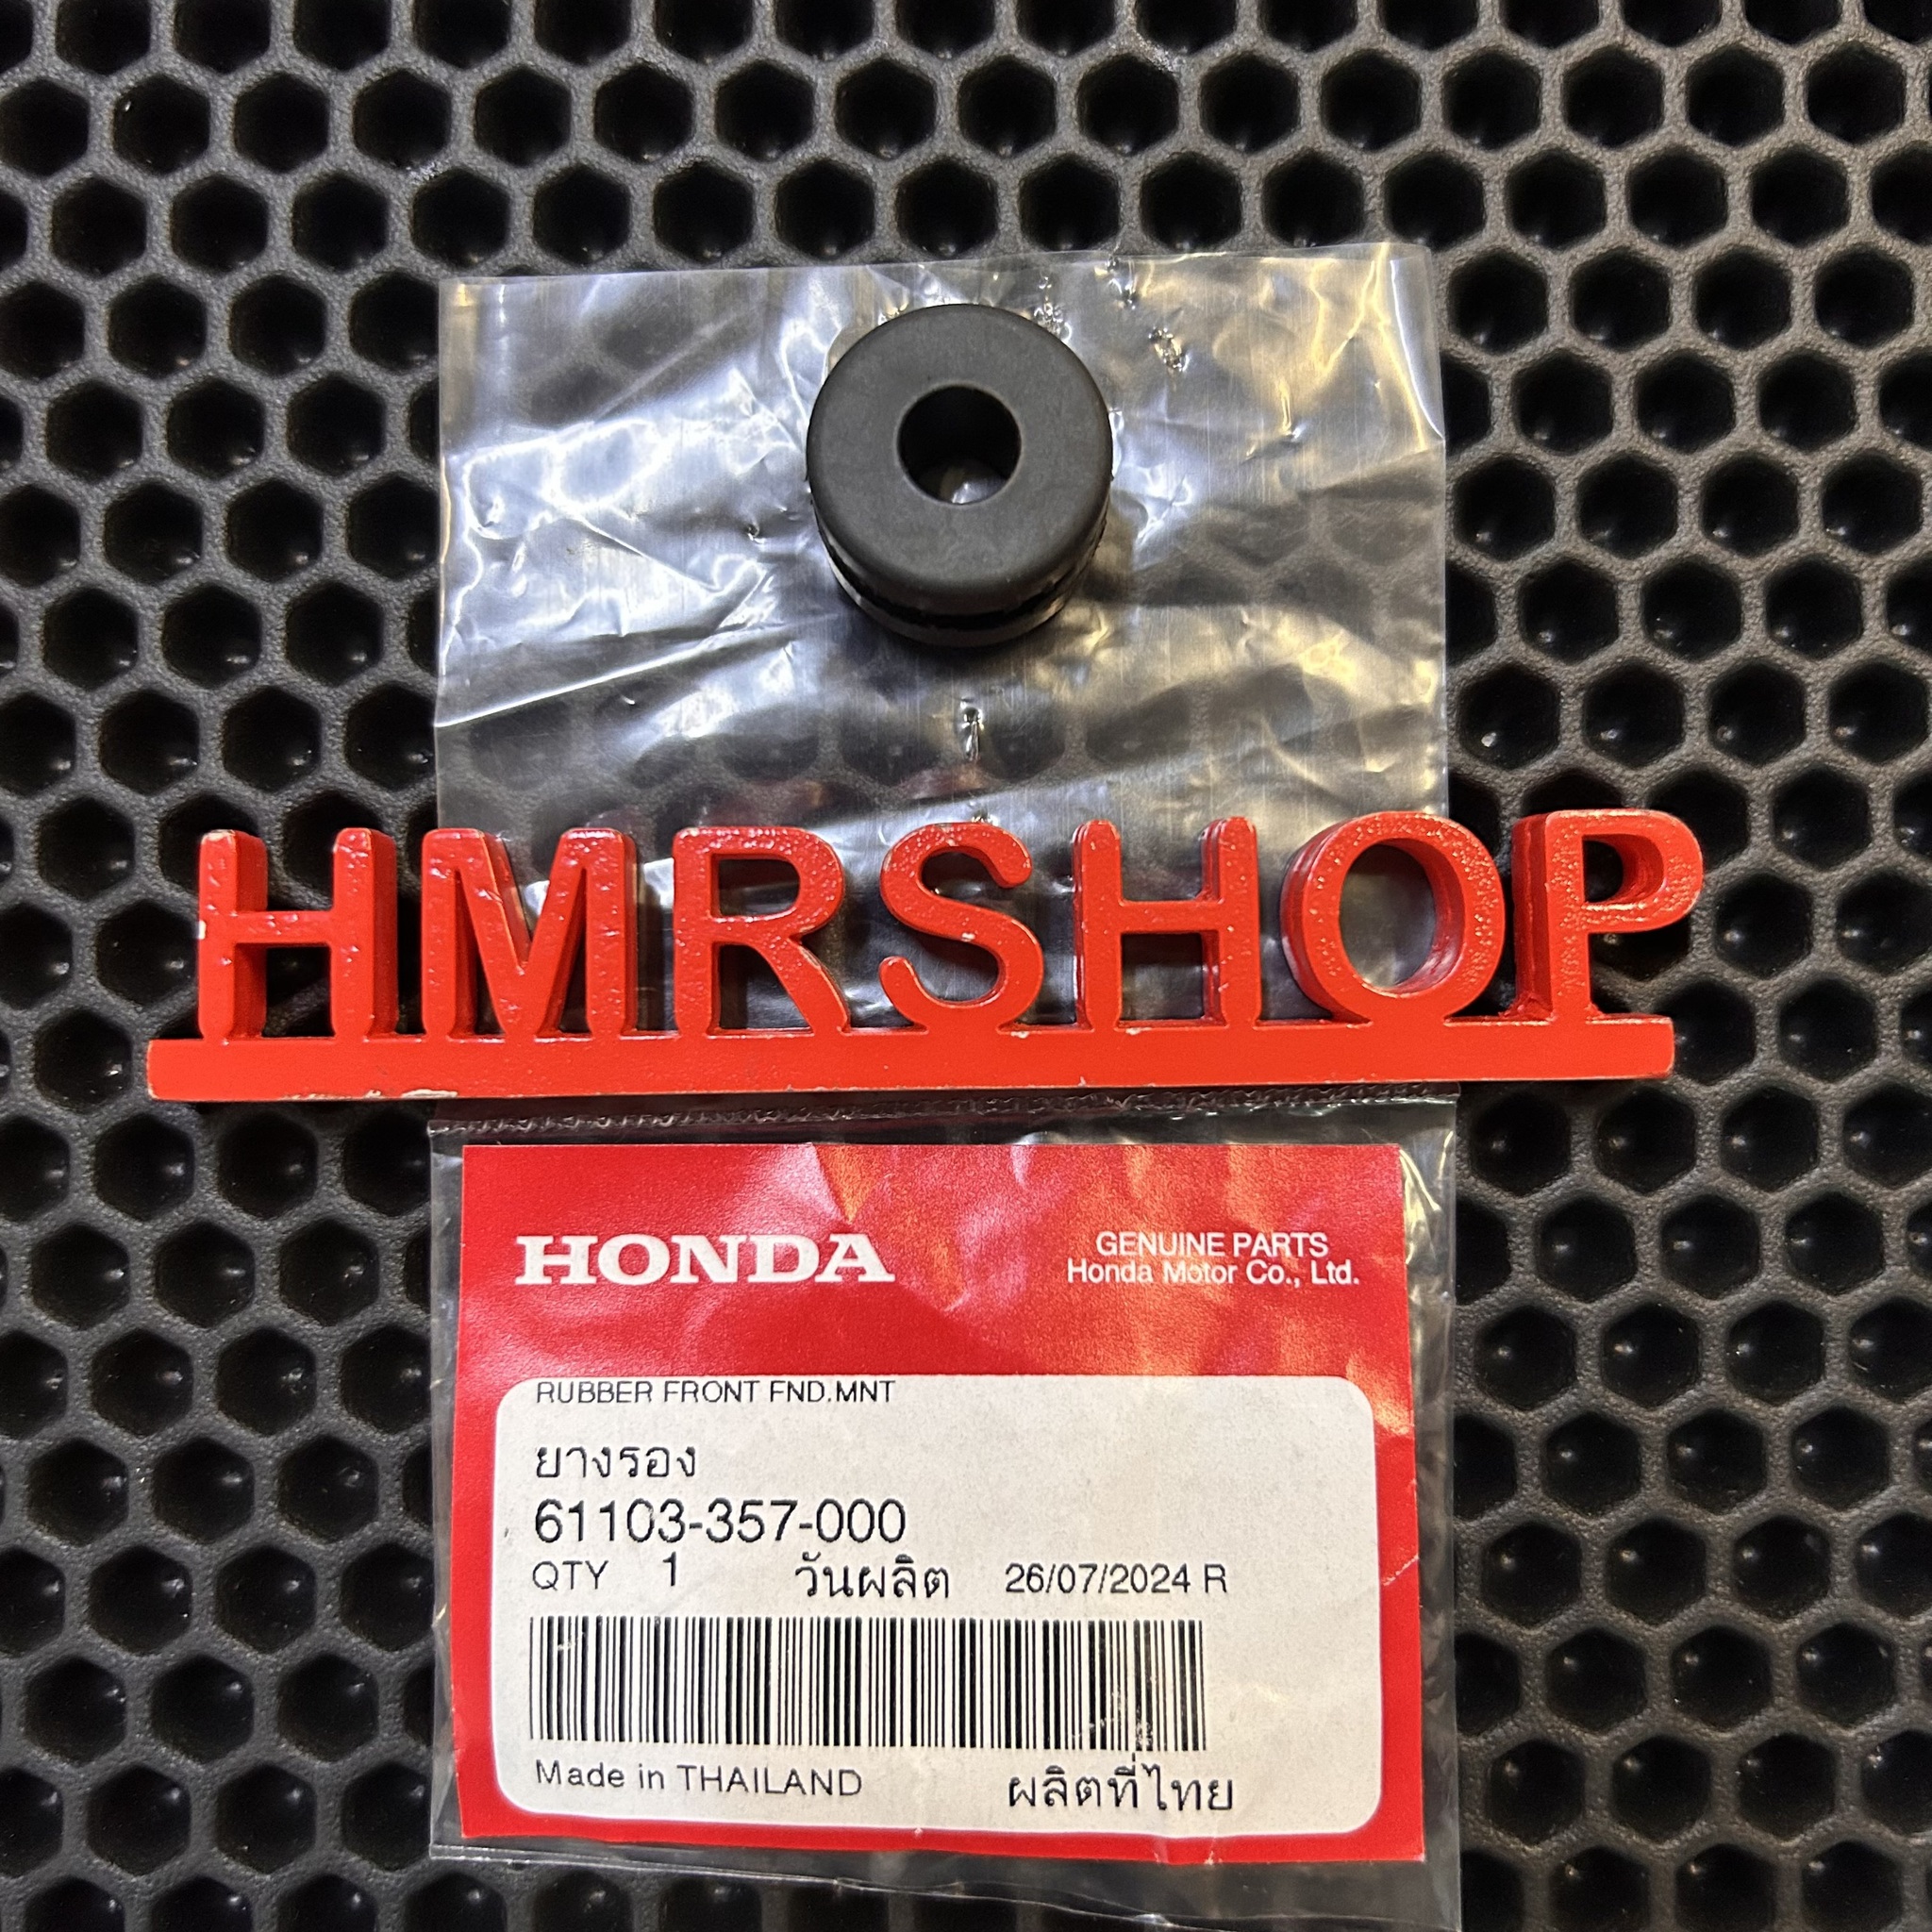 HMRSHOP
HONDA
GENUINE PARTS
Honda Motor Co., Ltd.
RUBBER FRONT FND.MNT
ยางรอง
61103-357-000
QTY 1 วันผลิต 26/07/2024 R
Made in THAILAND ผลิตที่ไทย